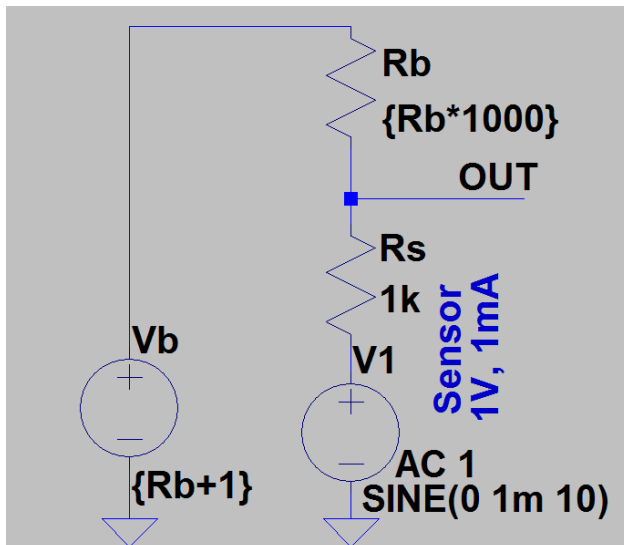 Rb
{Rb*1000}
OUT
Rs
1k
Sensor
1V, 1mA
Vb
V1
{Rb+1}
AC 1
SINE(0 1m 10)